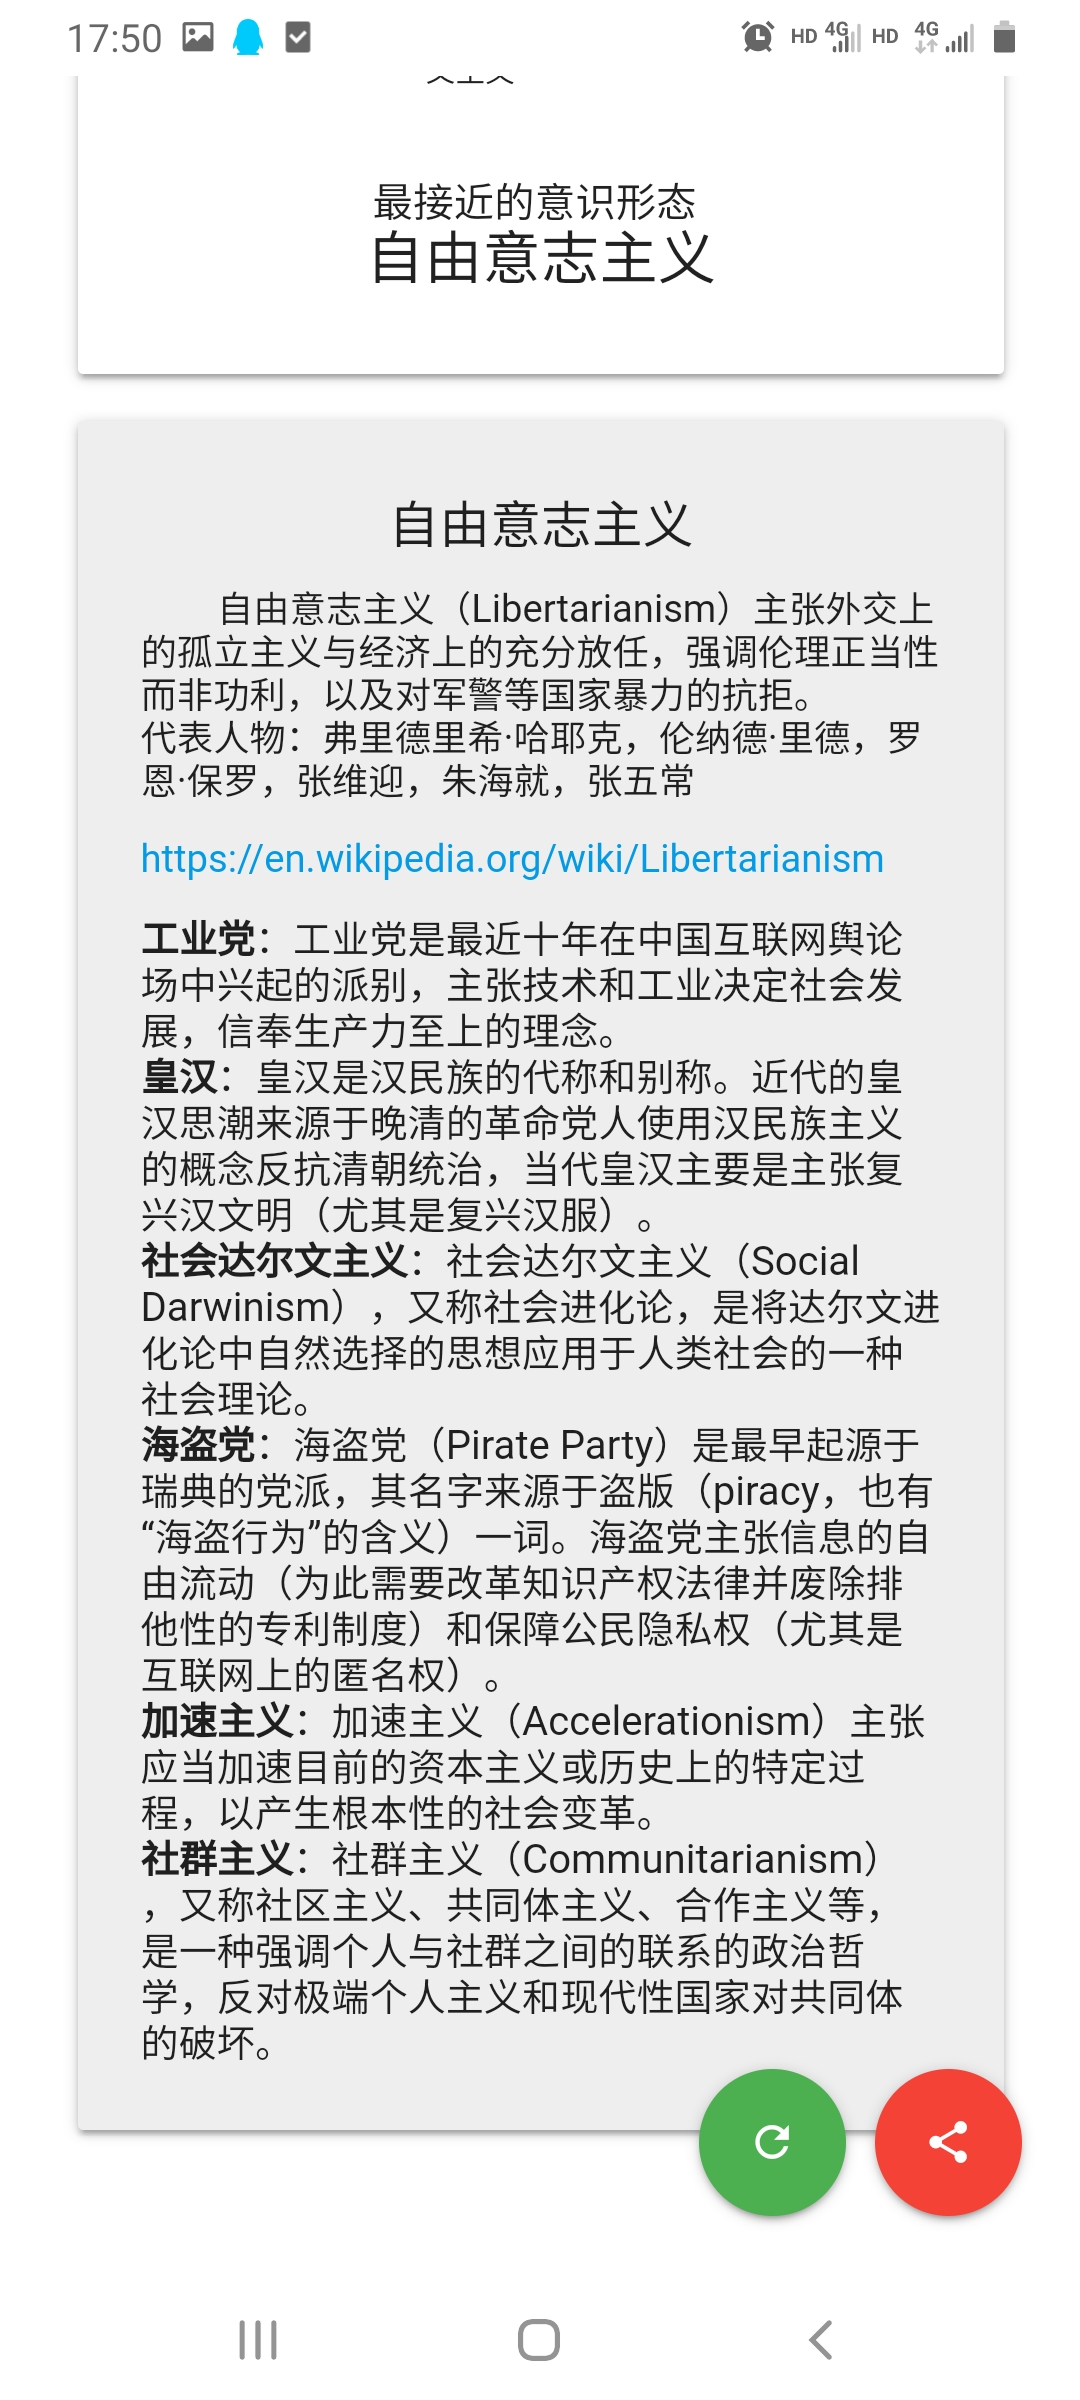 17:50
HD 4G HD 4G
最接近的意识形态
自由意志主义
自由意志主义
自由意志主义（Libertarianism）主张外交上
的孤立主义与经济上的充分放任，强调伦理正当性
而非功利，以及对军警等国家暴力的抗拒。
代表人物：弗里德里希·哈耶克，伦纳德·里德，罗
恩·保罗，张维迎，朱海就，张五常
https://en.wikipedia.org/wiki/Libertarianism
工业党：工业党是最近十年在中国互联网舆论
场中兴起的派别，主张技术和工业决定社会发
展，信奉生产力至上的理念。
皇汉：皇汉是汉民族的代称和别称。近代的皇
汉思潮来源于晚清的革命党人使用汉民族主义
的概念反抗清朝统治，当代皇汉主要是主张复
兴汉文明（尤其是复兴汉服）。
社会达尔文主义：社会达尔文主义（Social
Darwinism），又称社会进化论，是将达尔文进
化论中自然选择的思想应用于人类社会的一种
社会理论。
海盗党：海盗党（Pirate Party）是最早起源于
瑞典的党派，其名字来源于盗版（piracy，也有
“海盗行为”的含义）一词。海盗党主张信息的自
由流动（为此需要改革知识产权法律并废除排
他性的专利制度）和保障公民隐私权（尤其是
互联网上的匿名权）。
加速主义：加速主义（Accelerationism）主张
应当加速目前的资本主义或历史上的特定过
程，以产生根本性的社会变革。
社群主义：社群主义（Communitarianism）
，又称社区主义、共同体主义、合作主义等，
是一种强调个人与社群之间的联系的政治哲
学，反对极端个人主义和现代性国家对共同体
的破坏。